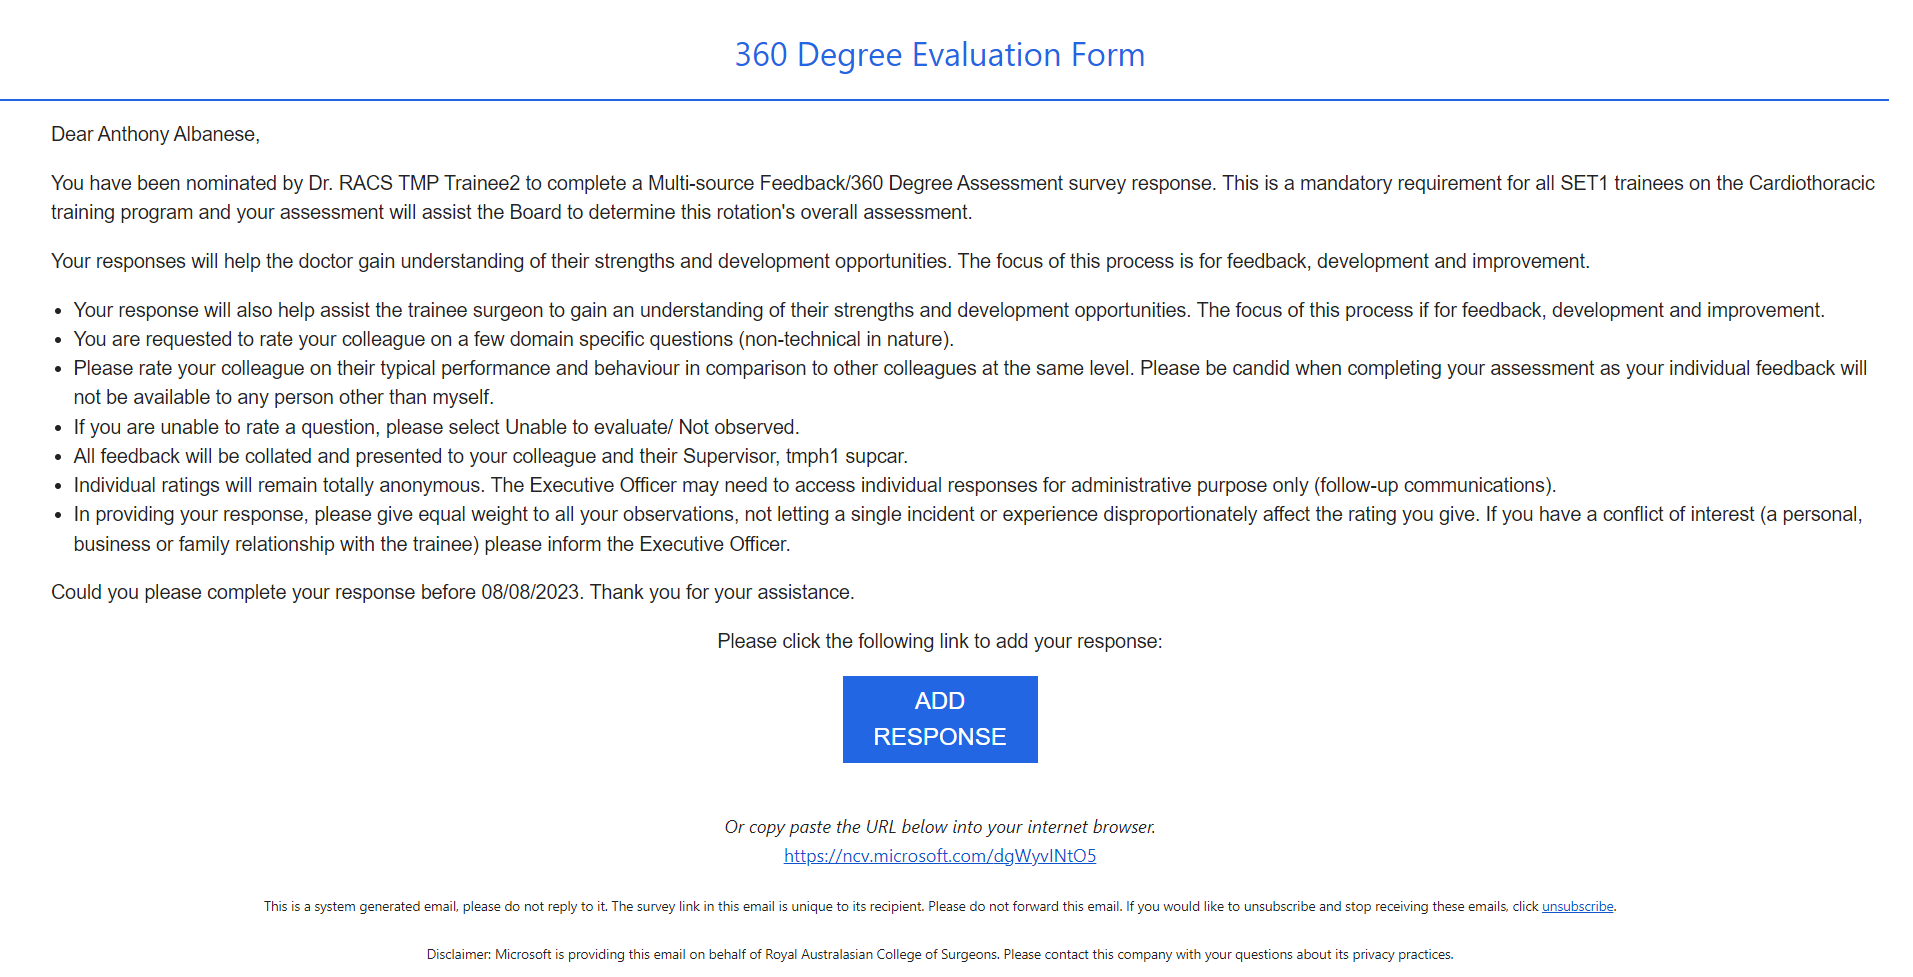 360 Degree Evaluation Form
Dear Anthony Albanese,
You have been nominated by Dr. RACS TMP Trainee2 to complete a Multi-source Feedback/360 Degree Assessment survey response. This is a mandatory requirement for all SET1 trainees on the Cardiothoracic
training program and your assessment will assist the Board to determine this rotation's overall assessment.
Your responses will help the doctor gain understanding of their strengths and development opportunities. The focus of this process is for feedback, development and improvement.
• Your response will also help assist the trainee surgeon to gain an understanding of their strengths and development opportunities. The focus of this process if for feedback, development and improvement.
• You are requested to rate your colleague on a few domain specific questions (non-technical in nature).
• Please rate your colleague on their typical performance and behaviour in comparison to other colleagues at the same level. Please be candid when completing your assessment as your individual feedback will
not be available to any person other than myself.
• If you are unable to rate a question, please select Unable to evaluate/ Not observed.
• All feedback will be collated and presented to your colleague and their Supervisor, tmph1 supcar.
• Individual ratings will remain totally anonymous. The Executive Officer may need to access individual responses for administrative purpose only (follow-up communications).
• In providing your response, please give equal weight to all your observations, not letting a single incident or experience disproportionately affect the rating you give. If you have a conflict of interest (a personal,
business or family relationship with the trainee) please inform the Executive Officer.
Could you please complete your response before 08/08/2023. Thank you for your assistance.
Please click the following link to add your response:
ADD
RESPONSE
Or copy paste the URL below into your internet browser.
https://ncv.microsoft.com/dgWyvINtO5
This is a system generated email, please do not reply to it. The survey link in this email is unique to its recipient. Please do not forward this email. If you would like to unsubscribe and stop receiving these emails, click unsubscribe.
Disclaimer: Microsoft is providing this email on behalf of Royal Australasian College of Surgeons. Please contact this company with your questions about its privacy practices.